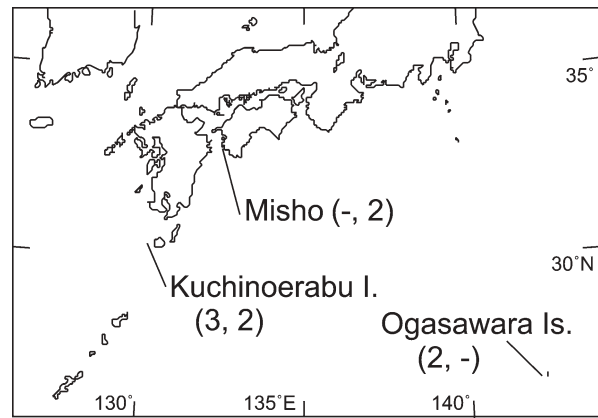 35°
Misho (-, 2)
30°N
Kuchinoerabu I.
(3, 2)
Ogasawara Is.
(2, -)
130°
135°E
140°